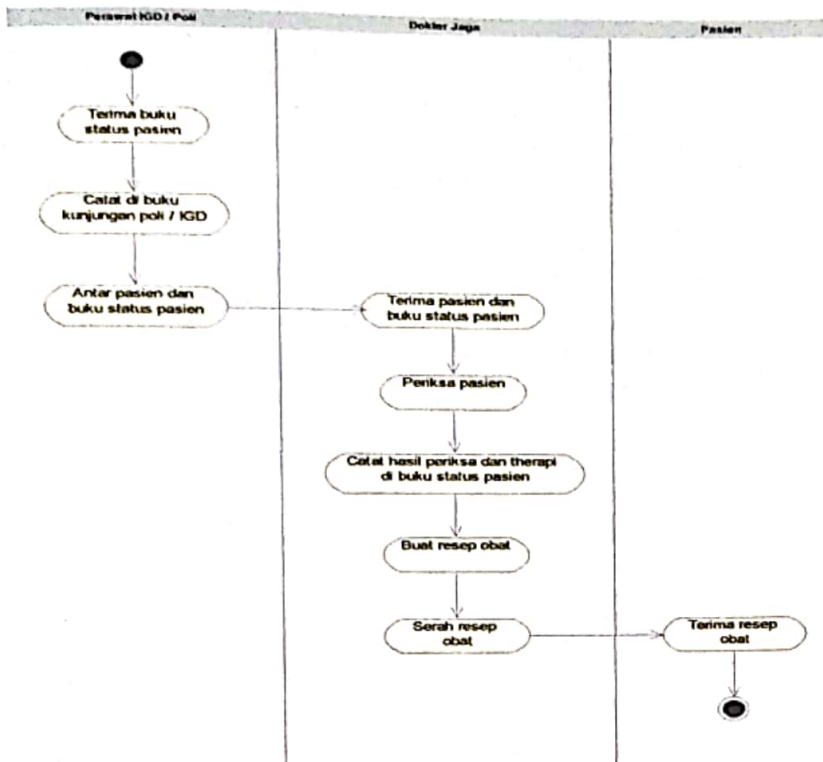 Perawat IGD / Poli
Dokter Jaga
Pasien
Terima buku
status pasien
Catat di buku
kunjungan poli / IGD
Antar pasien dan
buku status pasien
Terima pasien dan
buku status pasien
Periksa pasien
Catat hasil periksa dan therapi
di buku status pasien
Buat resep obat
Serah resep
obat
Terima resep
obat